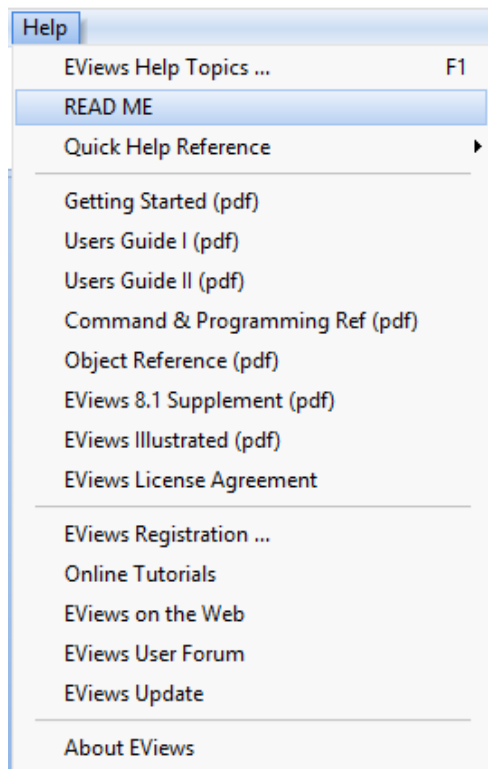 Help
EViews Help Topics ... F1
READ ME
Quick Help Reference
Getting Started (pdf)
Users Guide I (pdf)
Users Guide II (pdf)
Command & Programming Ref (pdf)
Object Reference (pdf)
EViews 8.1 Supplement (pdf)
EViews Illustrated (pdf)
EViews License Agreement
EViews Registration ...
Online Tutorials
EViews on the Web
EViews User Forum
EViews Update
About EViews